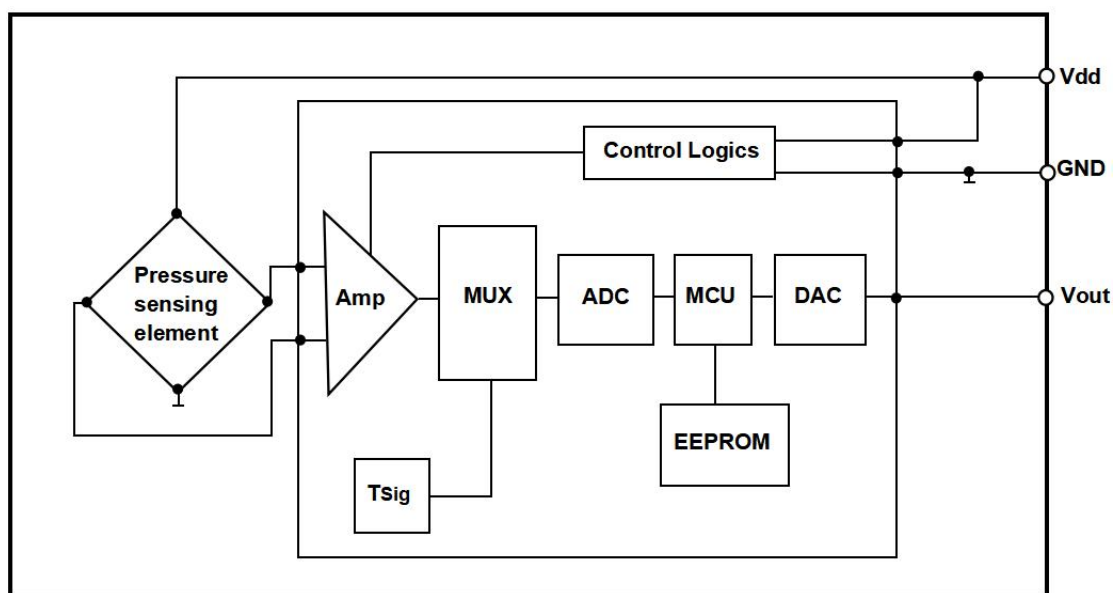 Vdd
Control Logics
GND
Pressure
sensing
element
Amp
MUX
ADC
MCU
DAC
Vout
EEPROM
Tsig